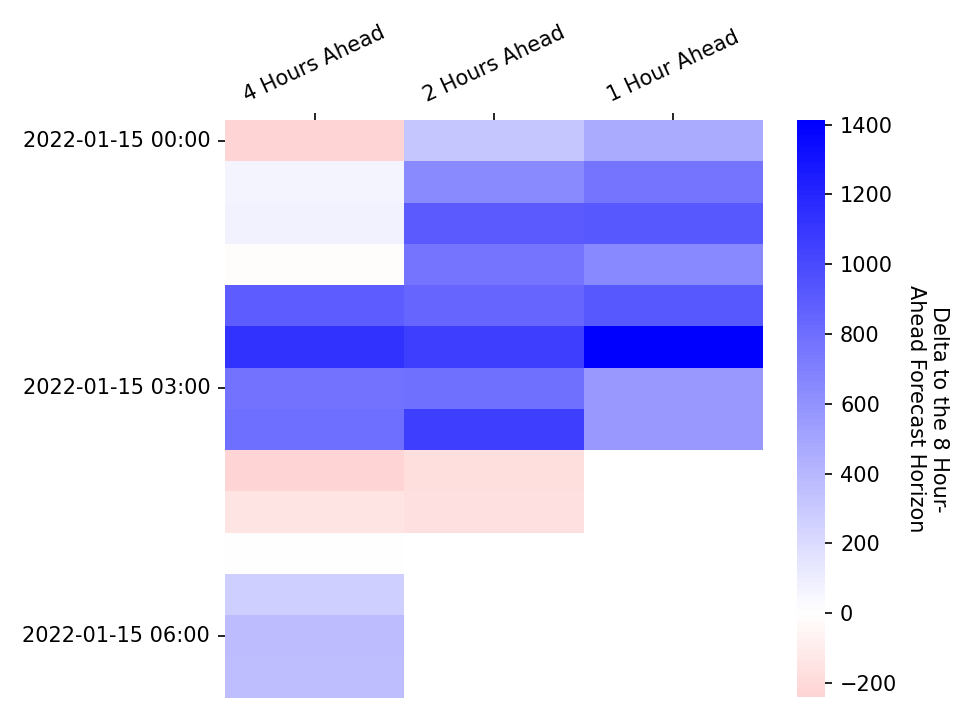 4 Hours Ahead
2 Hours Ahead
1 Hour Ahead
2022-01-15 00:00
2022-01-15 03:00
2022-01-15 06:00
1400
1200
1000
800
600
400
200
0
−200
Delta to the 8 Hour-
Ahead Forecast Horizon